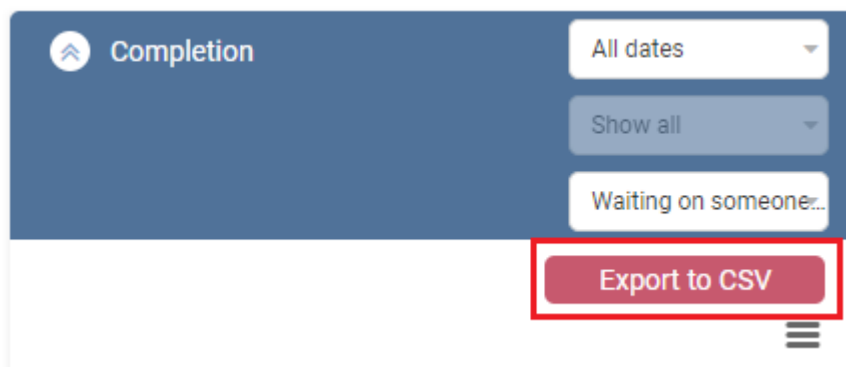 Completion
All dates
Show all
Waiting on someone...
Export to CSV